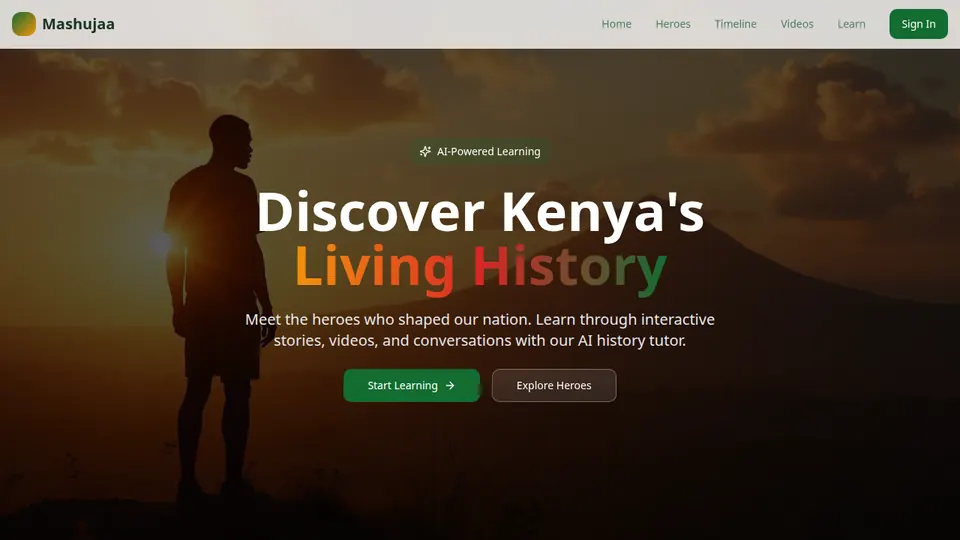 Mashujaa
Home
Heroes
Timeline
Videos
Learn
Sign In
AI-Powered Learning
Discover Kenya's
Living History
Meet the heroes who shaped our nation. Learn through interactive
stories, videos, and conversations with our AI history tutor.
Start Learning
Explore Heroes